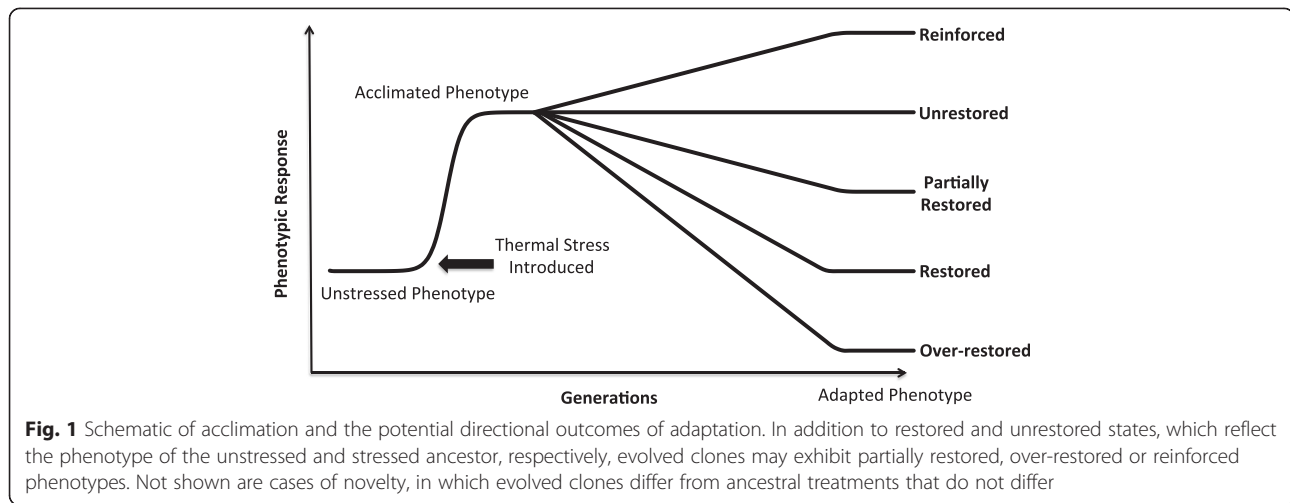 Reinforced
Acclimated Phenotype
Unrestored
Phenotypic Response
Partially
Restored
Thermal Stress
Introduced
Restored
Unstressed Phenotype
Over-restored
Generations
Adapted Phenotype
Fig. 1 Schematic of acclimation and the potential directional outcomes of adaptation. In addition to restored and unrestored states, which reflect
the phenotype of the unstressed and stressed ancestor, respectively, evolved clones may exhibit partially restored, over-restored or reinforced
phenotypes. Not shown are cases of novelty, in which evolved clones differ from ancestral treatments that do not differ